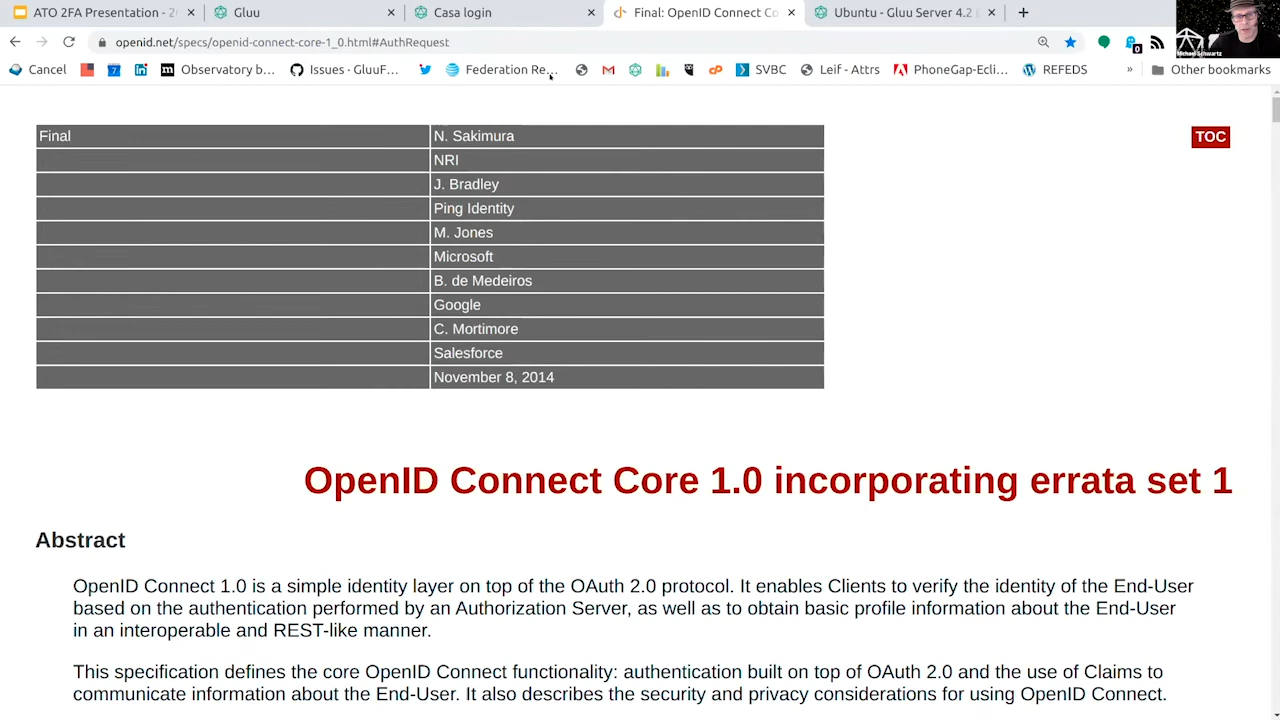 ATO 2FA Presentation - 2
Gluu
Casa login
Final: OpenID Connect Co
Ubuntu - Gluu Server 4.2
openid.net/specs/openid-connect-core-1_0.html#AuthRequest
0
Michael Schwartz
Cancel
7
Observatory b...
Issues · GluuF...
Federation Re...
SVBC
Leif - Attrs
PhoneGap-Ecli...
REFEDS
»
Other bookmarks
Final N. Sakimura
NRI
J. Bradley
Ping Identity
M. Jones
Microsoft
B. de Medeiros
Google
C. Mortimore
Salesforce
November 8, 2014
TOC
OpenID Connect Core 1.0 incorporating errata set 1
Abstract
OpenID Connect 1.0 is a simple identity layer on top of the OAuth 2.0 protocol. It enables Clients to verify the identity of the End-User
based on the authentication performed by an Authorization Server, as well as to obtain basic profile information about the End-User
in an interoperable and REST-like manner.
This specification defines the core OpenID Connect functionality: authentication built on top of OAuth 2.0 and the use of Claims to
communicate information about the End-User. It also describes the security and privacy considerations for using OpenID Connect.